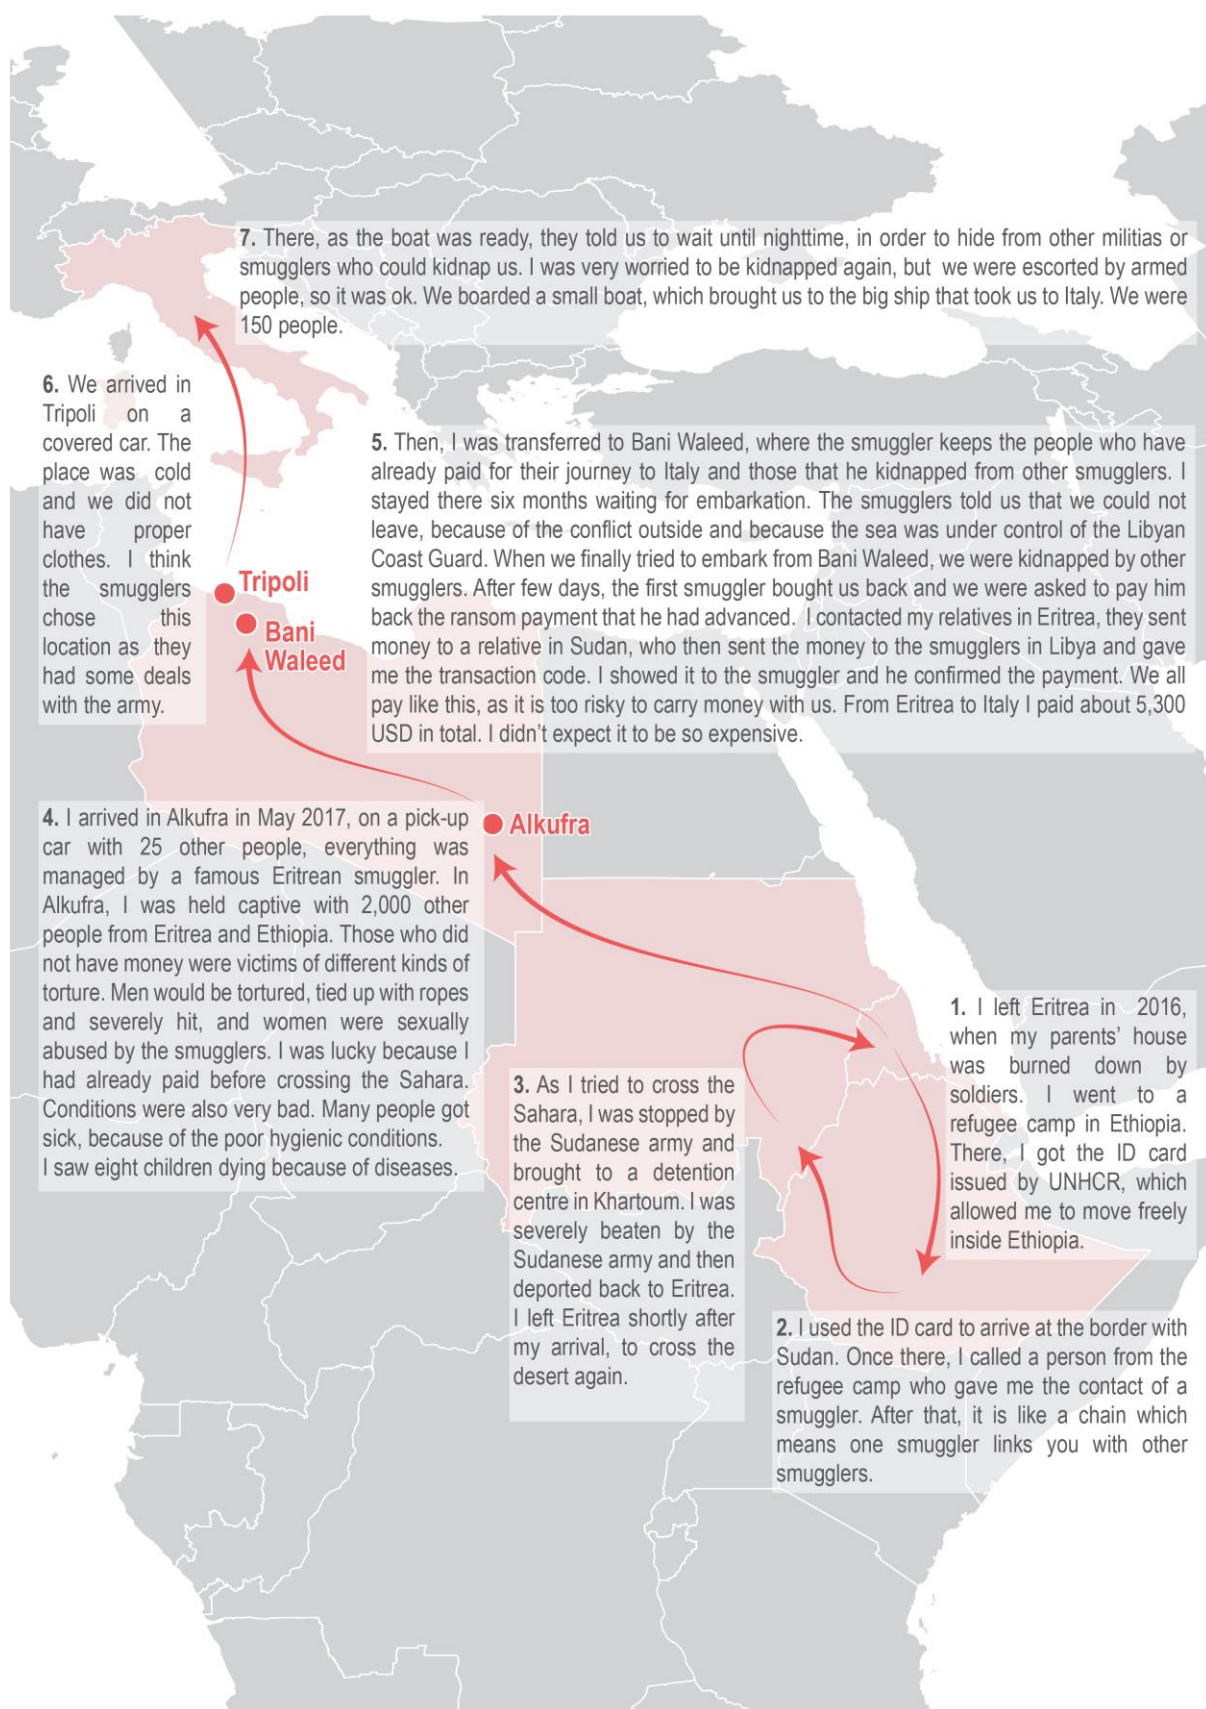 7. There, as the boat was ready, they told us to wait until nighttime, in order to hide from other militias or
smugglers who could kidnap us. I was very worried to be kidnapped again, but we were escorted by armed
people, so it was ok. We boarded a small boat, which brought us to the big ship that took us to Italy. We were
150 people.
6. We arrived in
Tripoli on a
covered car. The
place was cold
and we did not
have proper
clothes. I think
the smugglers
chose this
location as they
had some deals
with the army.
5. Then, I was transferred to Bani Waleed, where the smuggler keeps the people who have
already paid for their journey to Italy and those that he kidnapped from other smugglers. I
stayed there six months waiting for embarkation. The smugglers told us that we could not
leave, because of the conflict outside and because the sea was under control of the Libyan
Coast Guard. When we finally tried to embark from Bani Waleed, we were kidnapped by other
smugglers. After few days, the first smuggler bought us back and we were asked to pay him
back the ransom payment that he had advanced. I contacted my relatives in Eritrea, they sent
money to a relative in Sudan, who then sent the money to the smugglers in Libya and gave
me the transaction code. I showed it to the smuggler and he confirmed the payment. We all
pay like this, as it is too risky to carry money with us. From Eritrea to Italy I paid about 5,300
USD in total. I didn't expect it to be so expensive.
Tripoli
Bani
Waleed
Alkufra
4. I arrived in Alkufra in May 2017, on a pick-up
car with 25 other people, everything was
managed by a famous Eritrean smuggler. In
Alkufra, I was held captive with 2,000 other
people from Eritrea and Ethiopia. Those who did
not have money were victims of different kinds of
torture. Men would be tortured, tied up with ropes
and severely hit, and women were sexually
abused by the smugglers. I was lucky because I
had already paid before crossing the Sahara.
Conditions were also very bad. Many people got
sick, because of the poor hygienic conditions.
I saw eight children dying because of diseases.
1. I left Eritrea in 2016,
when my parents' house
was burned down by
soldiers. I went to a
refugee camp in Ethiopia.
There, I got the ID card
issued by UNHCR, which
allowed me to move freely
inside Ethiopia.
3. As I tried to cross the
Sahara, I was stopped by
the Sudanese army and
brought to a detention
centre in Khartoum. I was
severely beaten by the
Sudanese army and then
deported back to Eritrea.
I left Eritrea shortly after
my arrival, to cross the
desert again.
2. I used the ID card to arrive at the border with
Sudan. Once there, I called a person from the
refugee camp who gave me the contact of a
smuggler. After that, it is like a chain which
means one smuggler links you with other
smugglers.